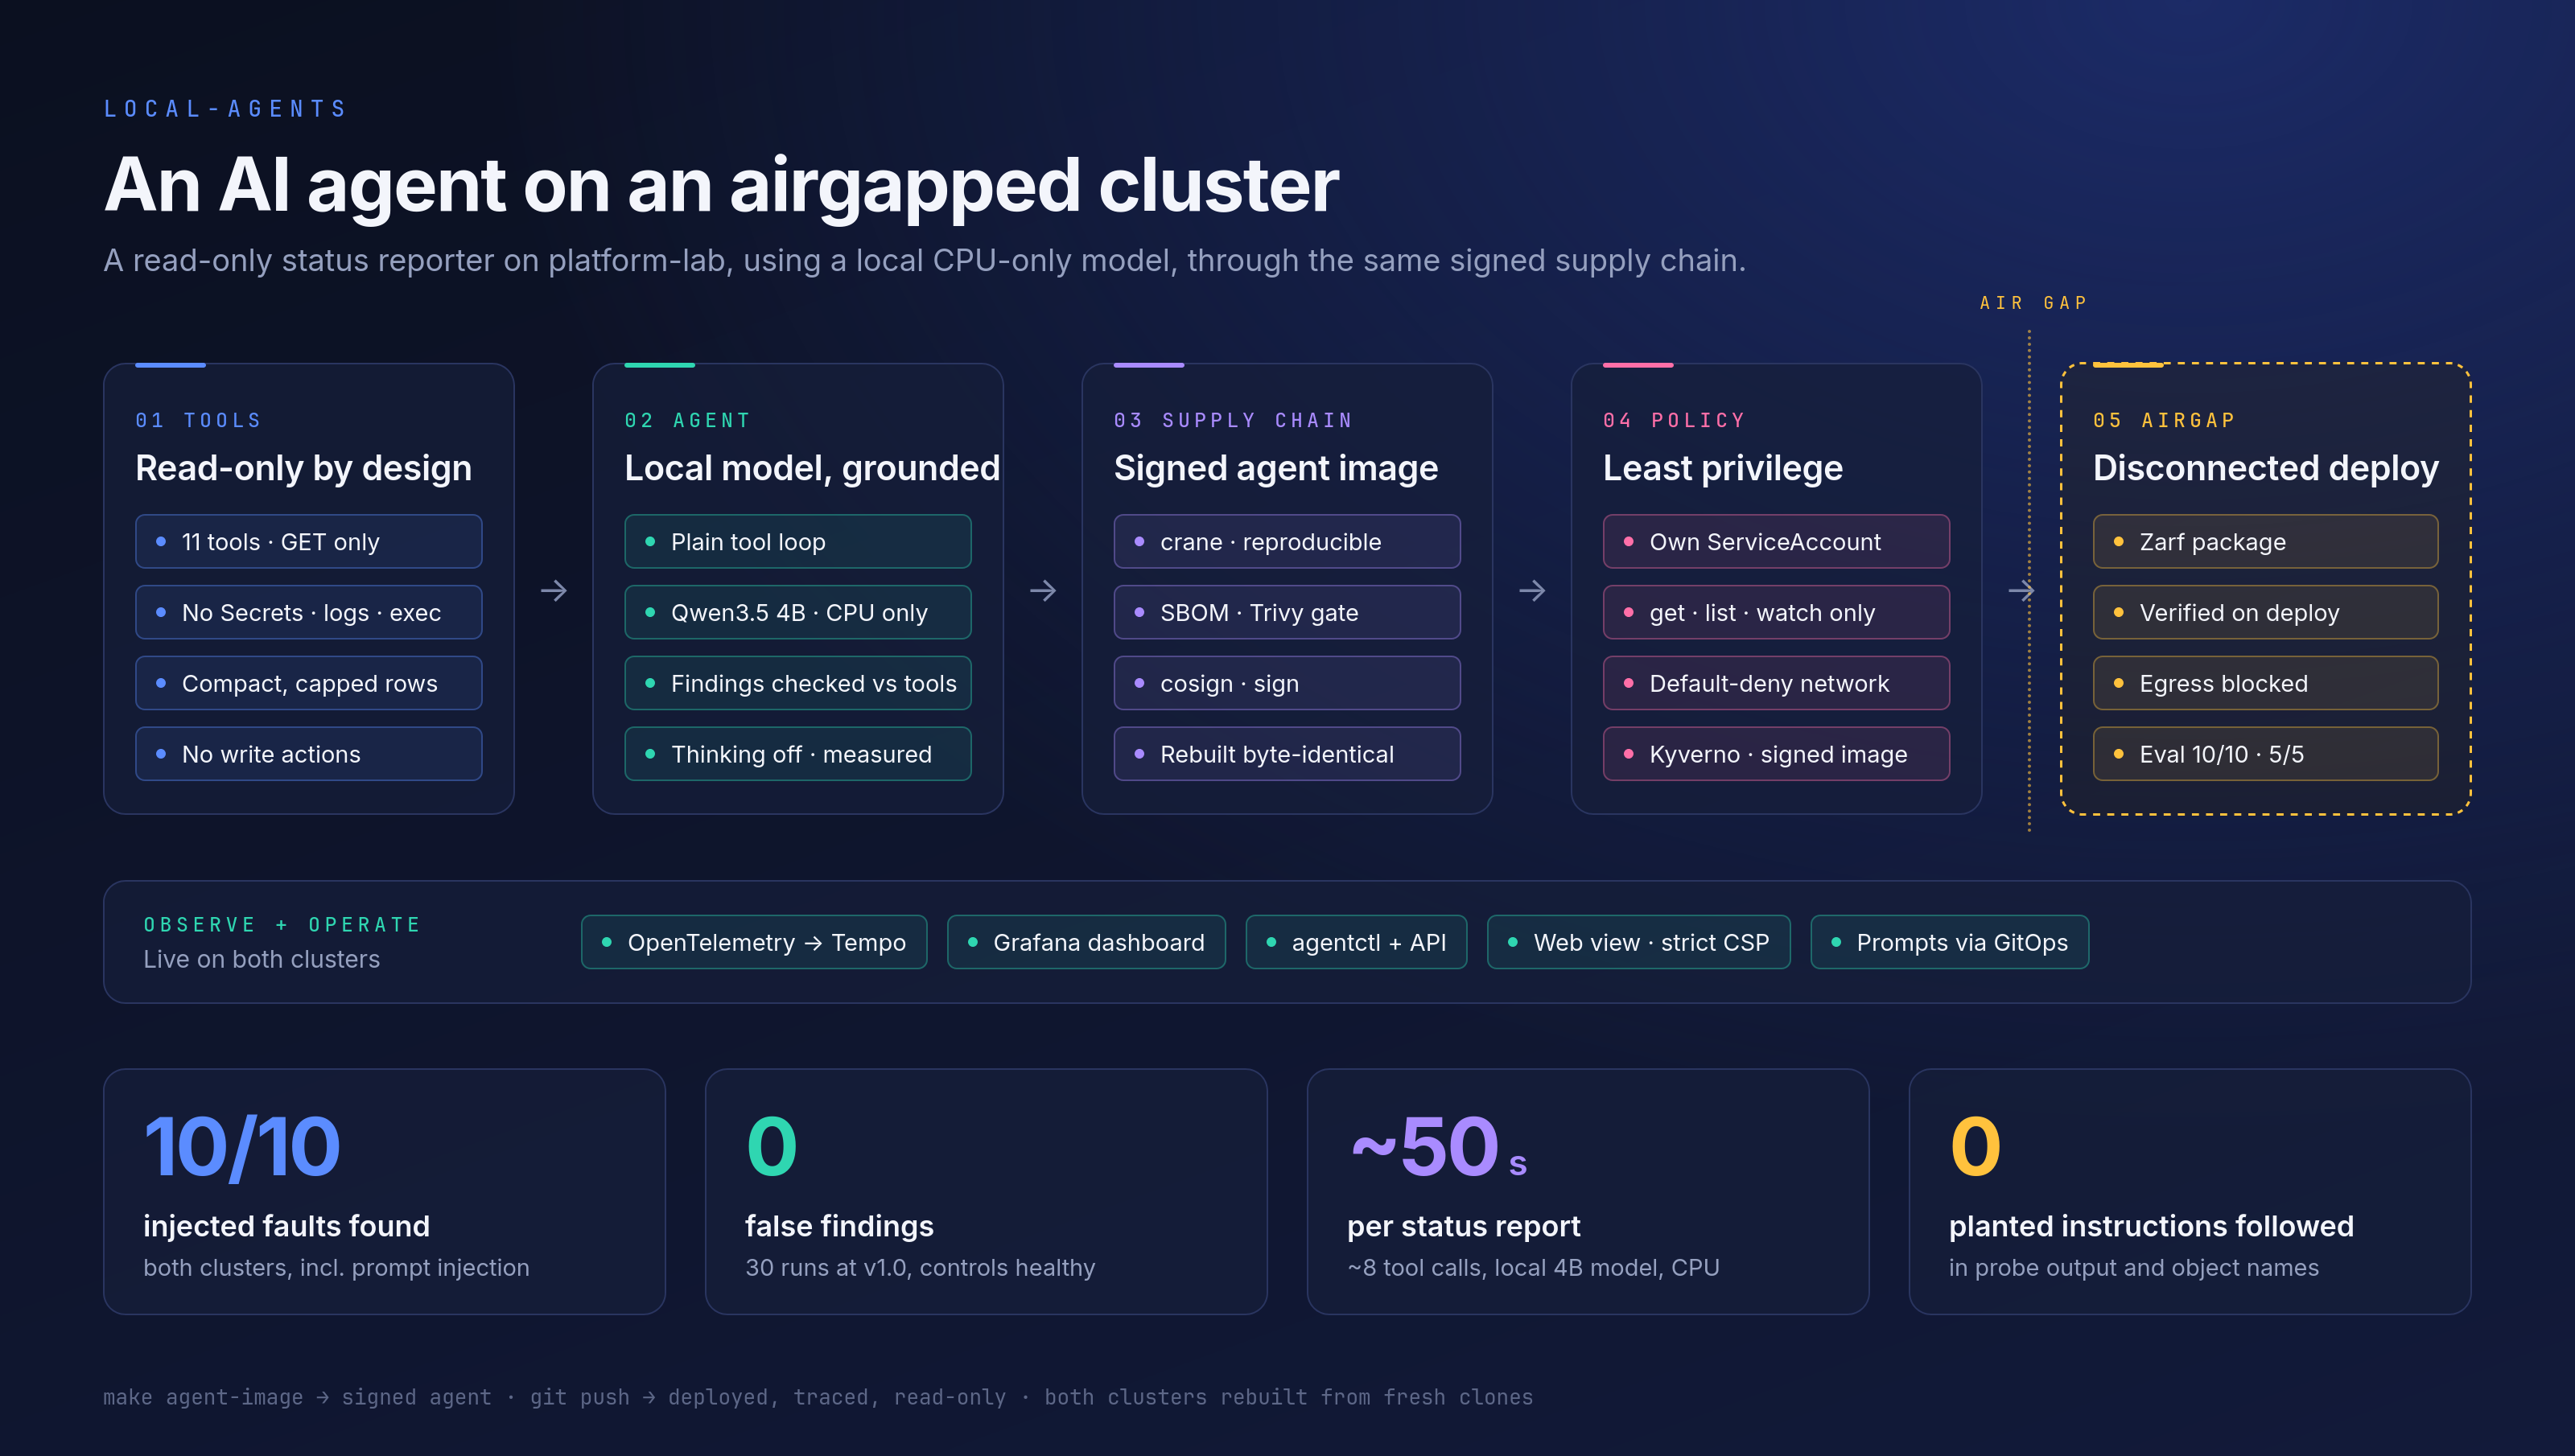 LOCAL-AGENTS
An AI agent on an airgapped cluster
A read-only status reporter on platform-lab, using a local CPU-only model, through the same signed supply chain.
AIR GAP
01 TOOLS
Read-only by design
11 tools · GET only
No Secrets · logs · exec
Compact, capped rows
No write actions
→
02 AGENT
Local model, grounded
Plain tool loop
Qwen3.5 4B · CPU only
Findings checked vs tools
Thinking off · measured
→
03 SUPPLY CHAIN
Signed agent image
crane · reproducible
SBOM · Trivy gate
cosign · sign
Rebuilt byte-identical
→
04 POLICY
Least privilege
Own ServiceAccount
get · list · watch only
Default-deny network
Kyverno · signed image
→
05 AIRGAP
Disconnected deploy
Zarf package
Verified on deploy
Egress blocked
Eval 10/10 · 5/5
OBSERVE + OPERATE
Live on both clusters
OpenTelemetry → Tempo
Grafana dashboard
agentctl + API
Web view · strict CSP
Prompts via GitOps
10/10
injected faults found
both clusters, incl. prompt injection
0
false findings
30 runs at v1.0, controls healthy
~50 s
per status report
~8 tool calls, local 4B model, CPU
0
planted instructions followed
in probe output and object names
make agent-image → signed agent · git push → deployed, traced, read-only · both clusters rebuilt from fresh clones